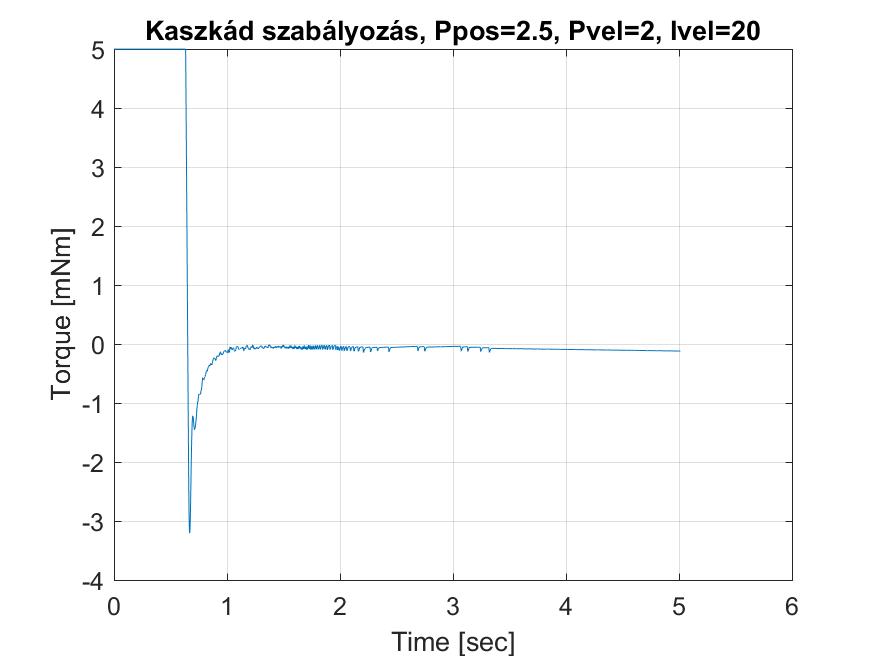 Kaszkád szabályozás, Ppos=2.5, Pvel=2, Ivel=20
5
4
3
2
1
0
-1
-2
-3
-4
Torque [mNm]
0 1 2 3 4 5 6
Time [sec]